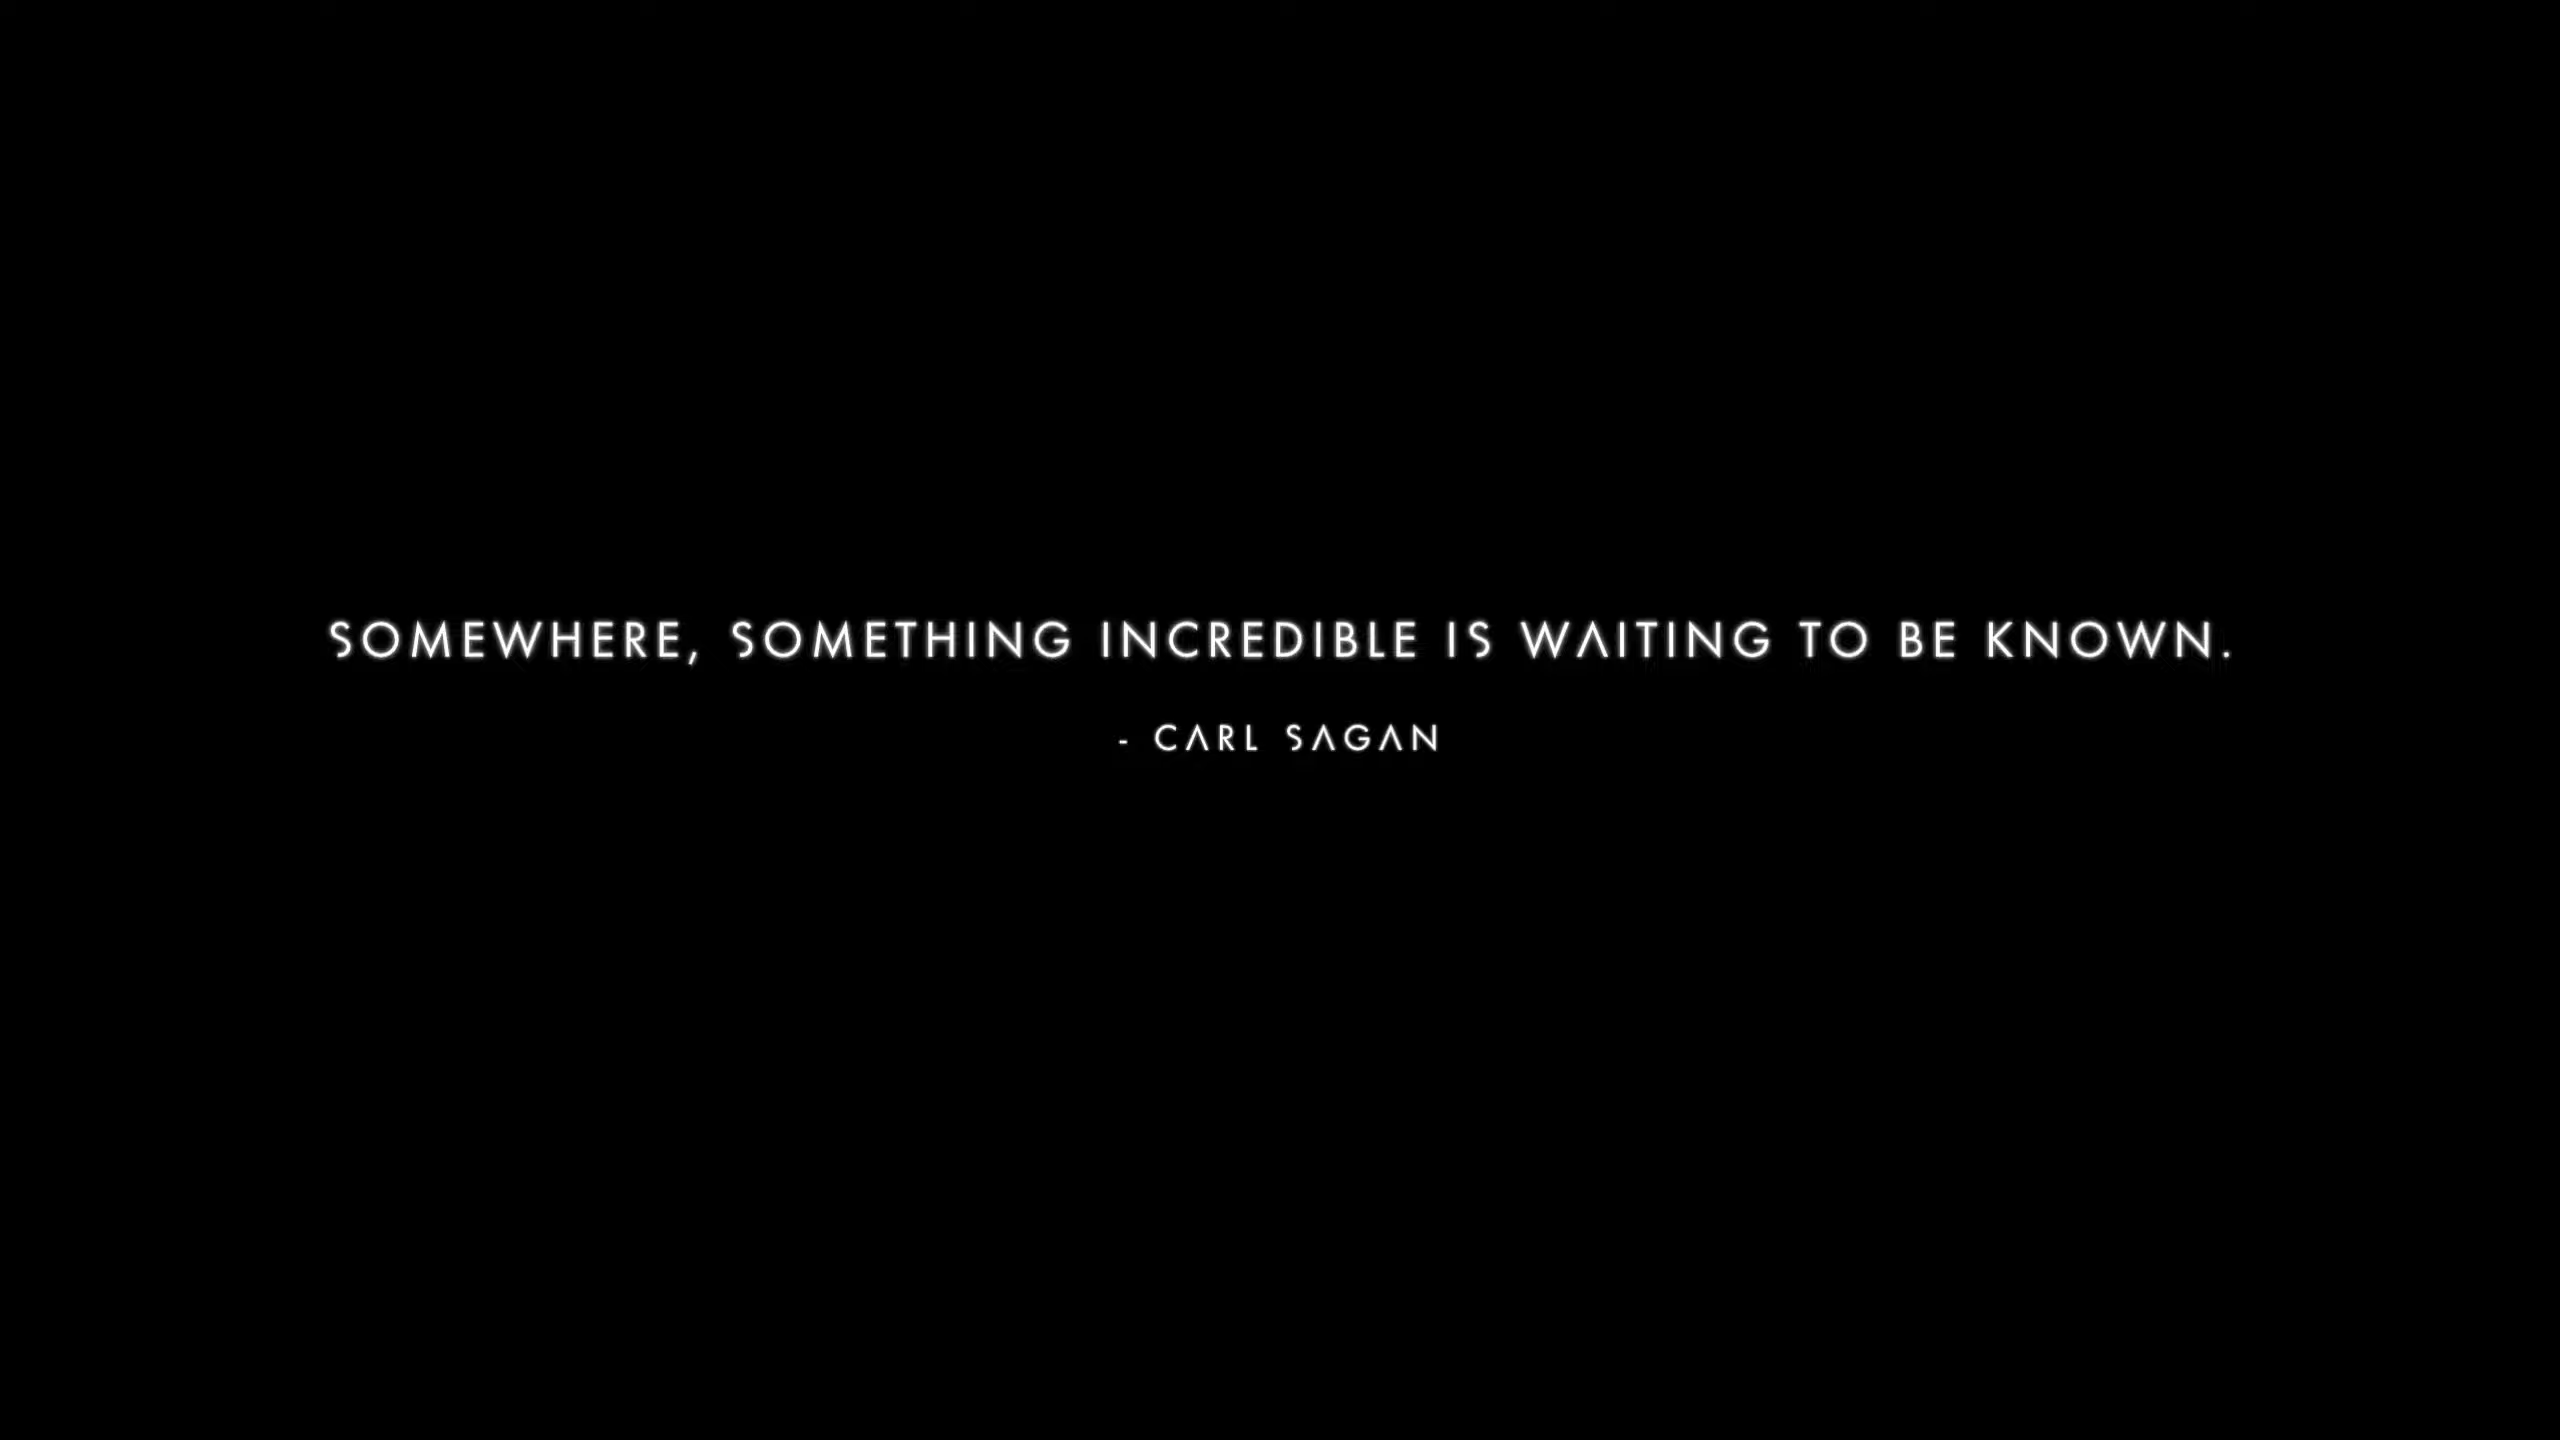 SOMEWHERE, SOMETHING INCREDIBLE IS WAITING TO BE KNOWN.
- CARL SAGAN